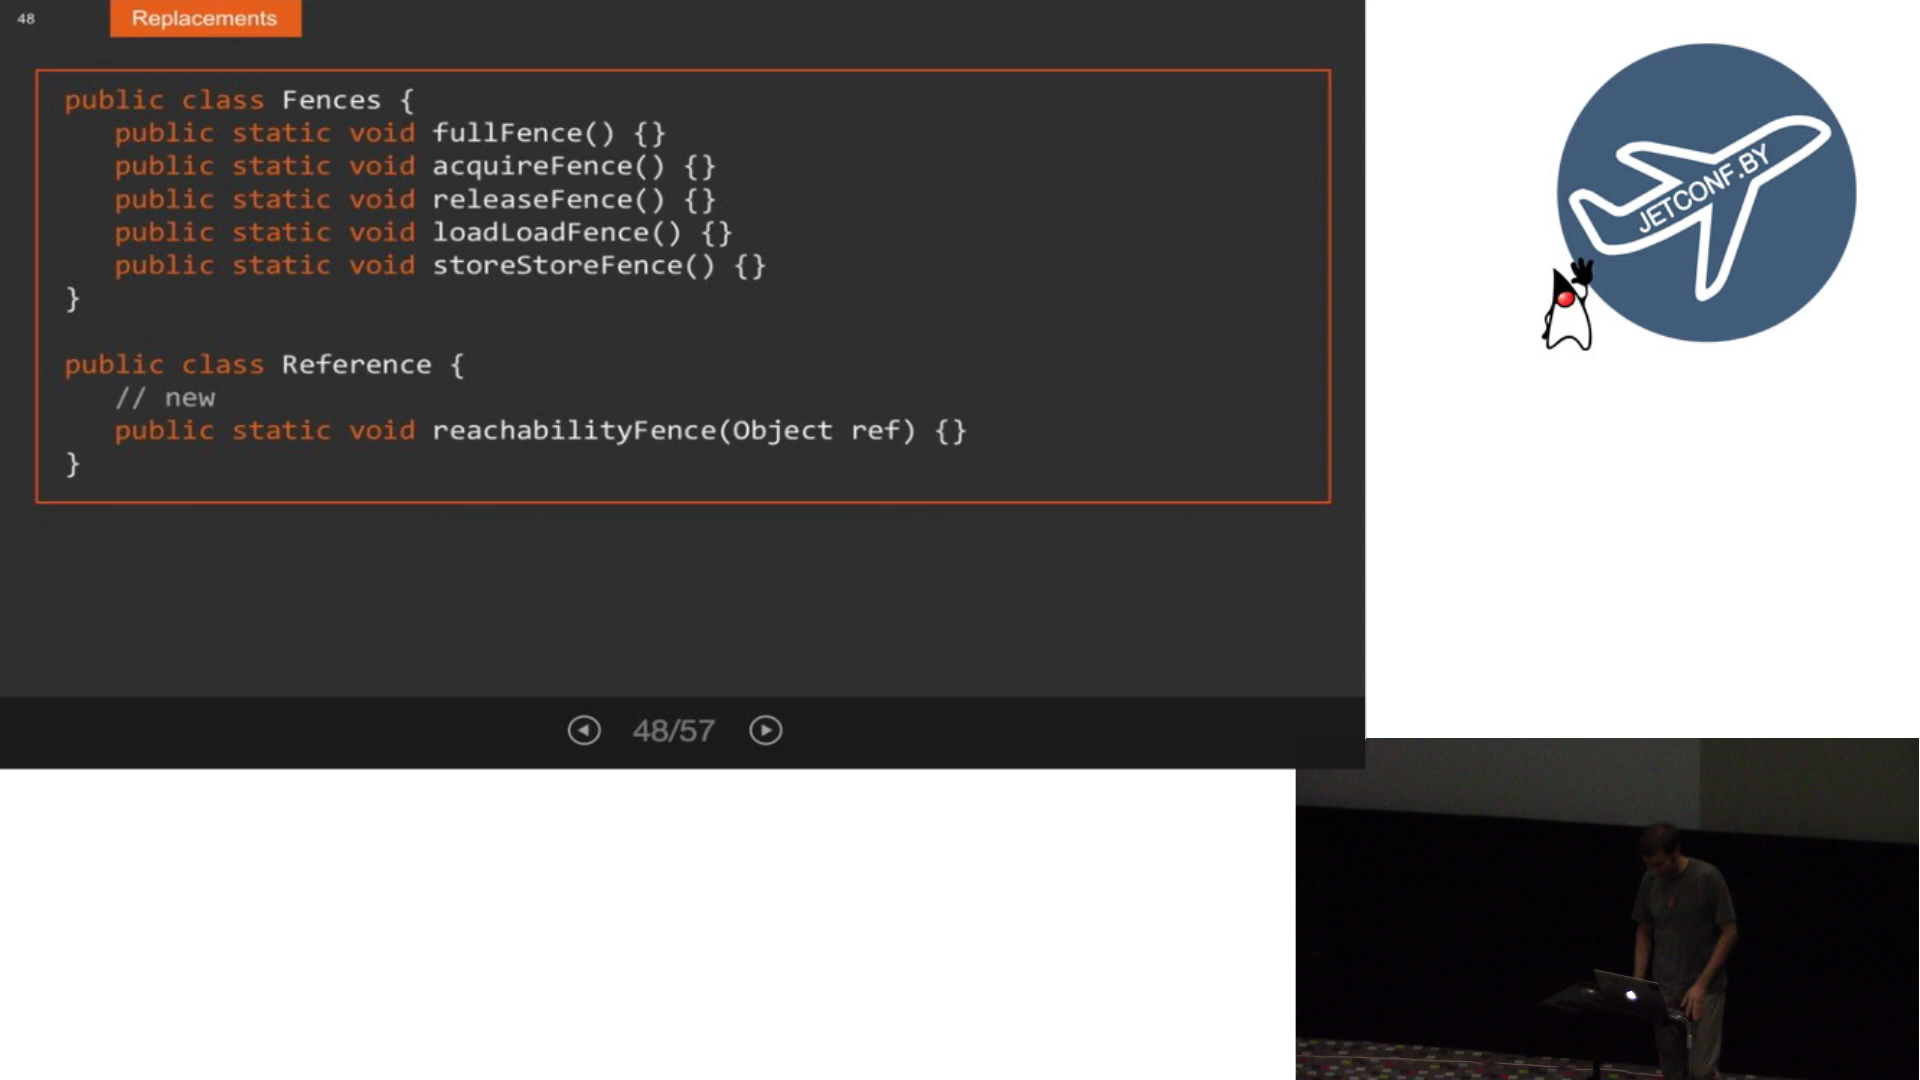 48
Replacements
public class Fences {
public static void fullFence() {}
public static void acquireFence() {}
public static void releaseFence() {}
public static void loadLoadFence() {}
public static void storeStoreFence() {}
}
public class Reference {
// new
public static void reachabilityFence(Object ref) {}
}
48/57
JETCONF.BY